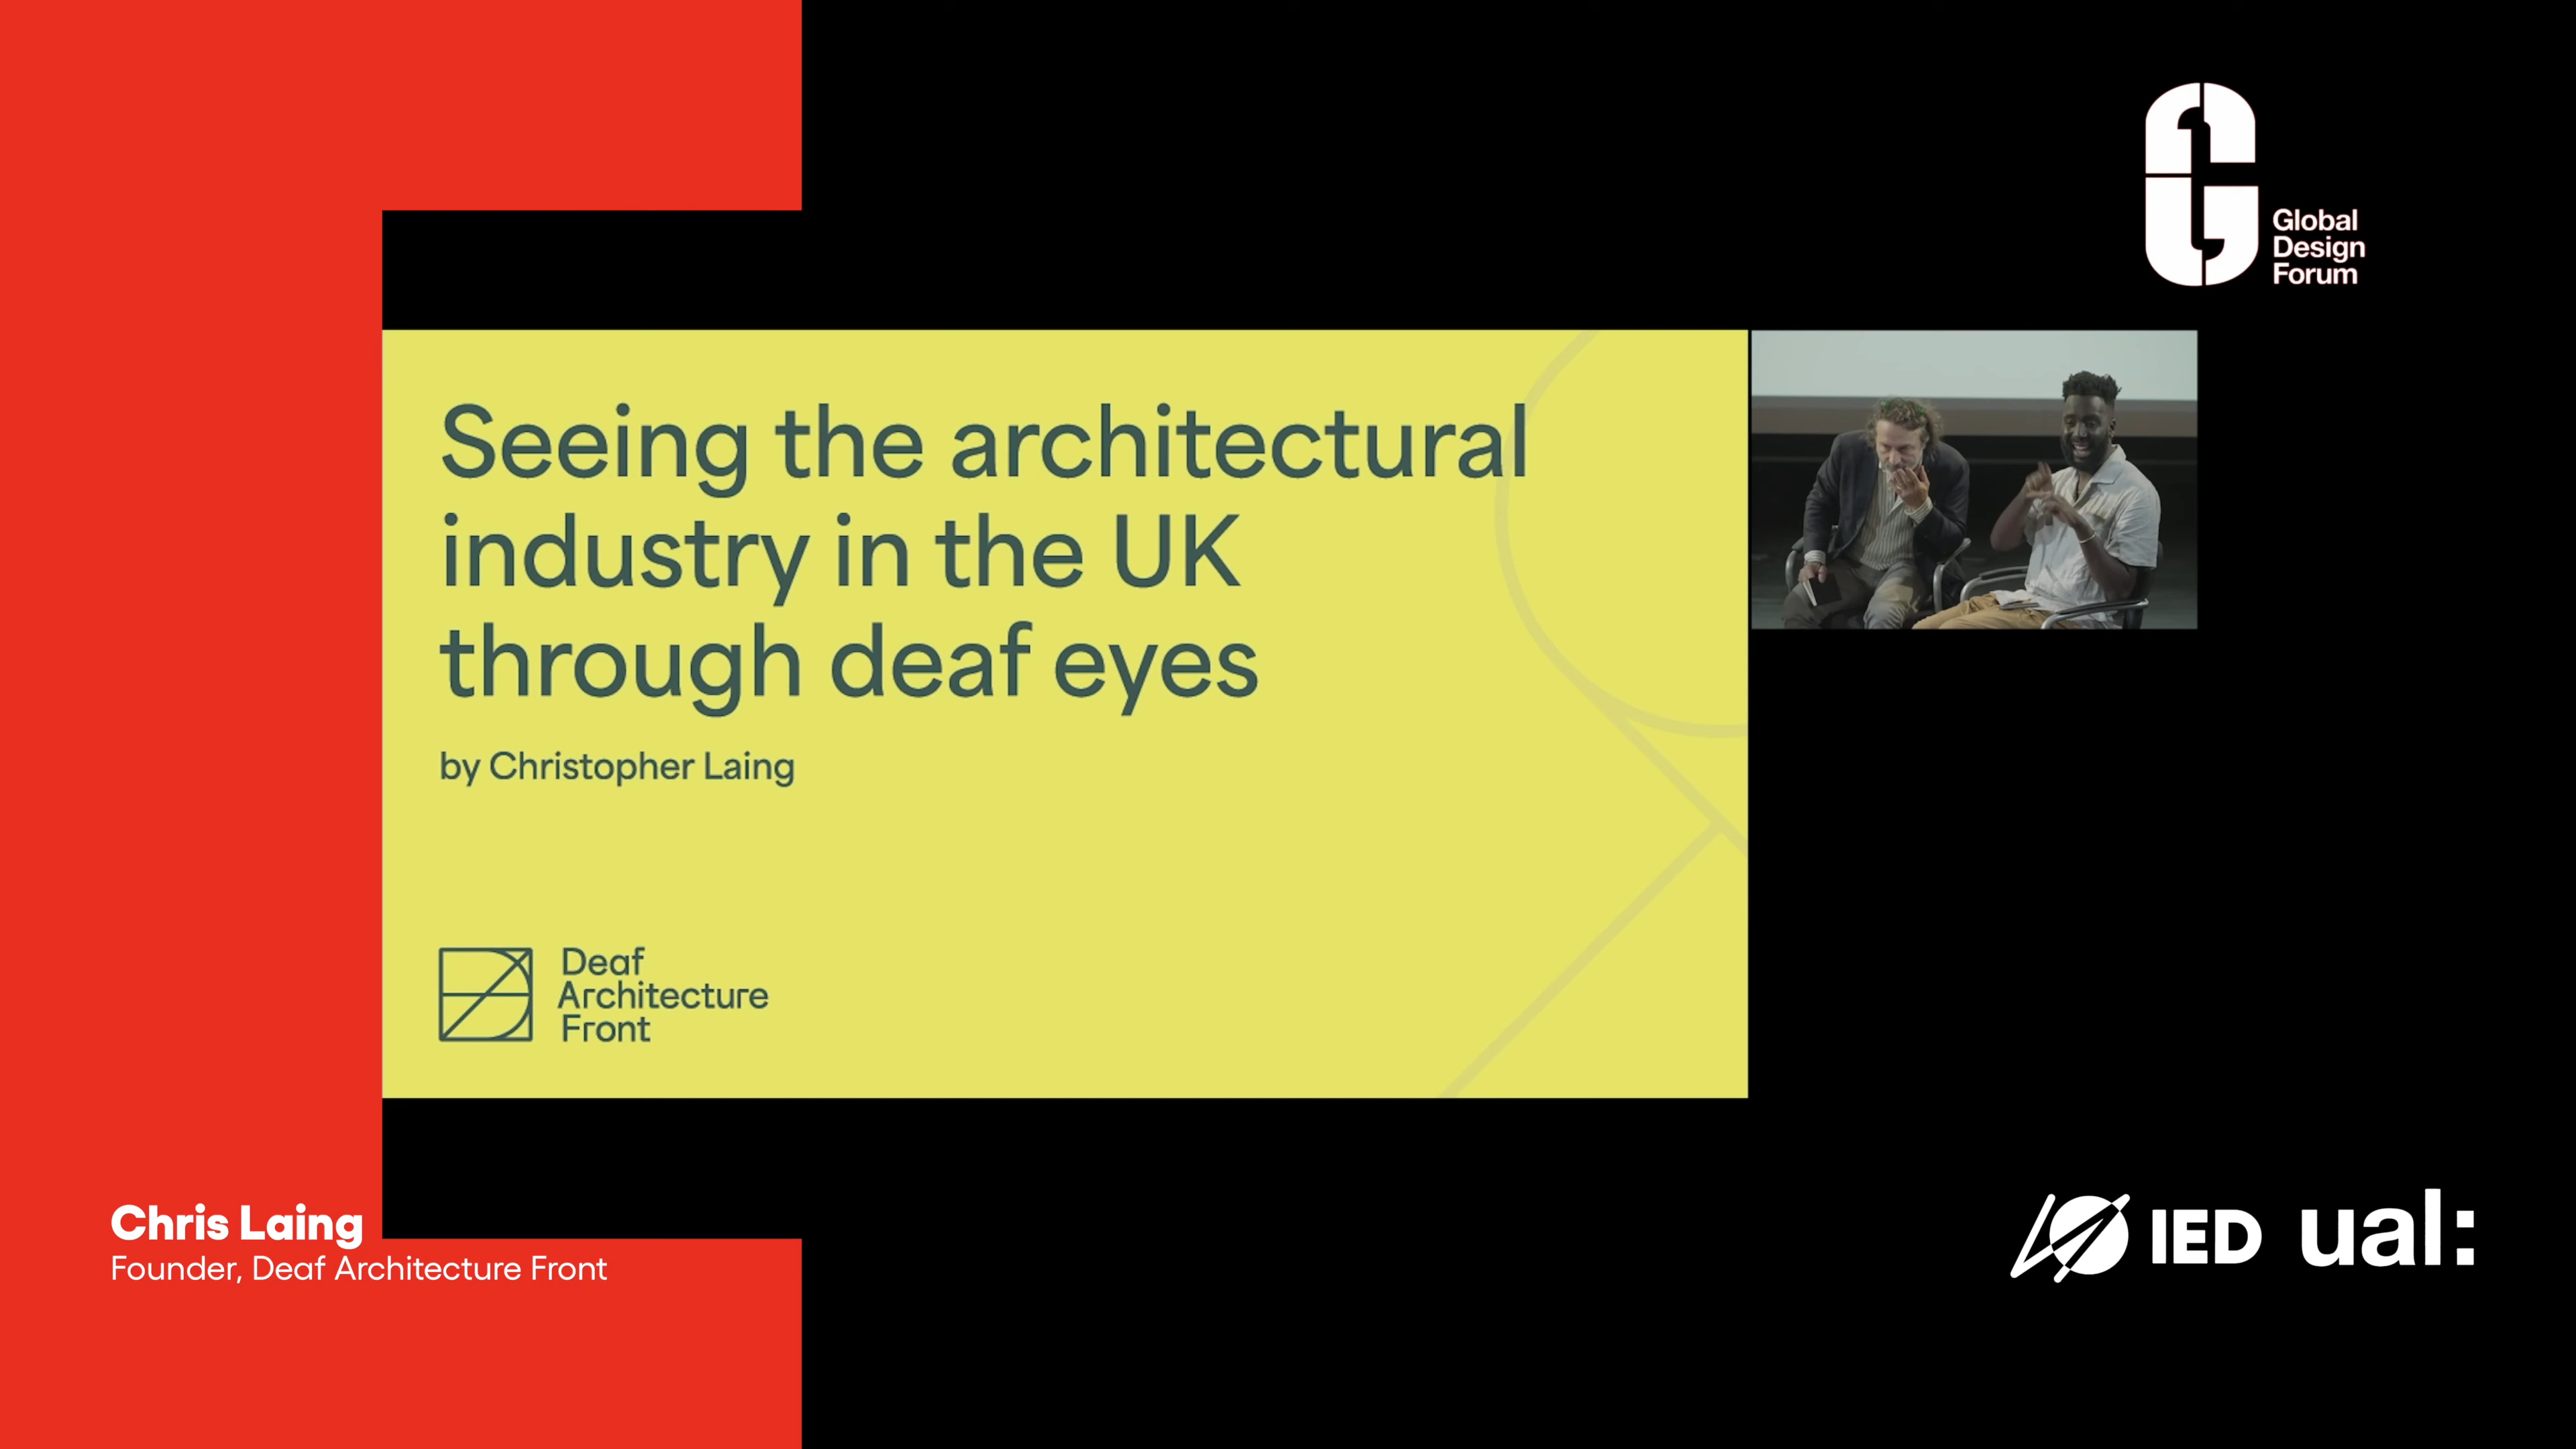 Global
Design
Forum
Seeing the architectural
industry in the UK
through deaf eyes
by Christopher Laing
Deaf
Architecture
Front
Chris Laing
Founder, Deaf Architecture Front
IED
ual: